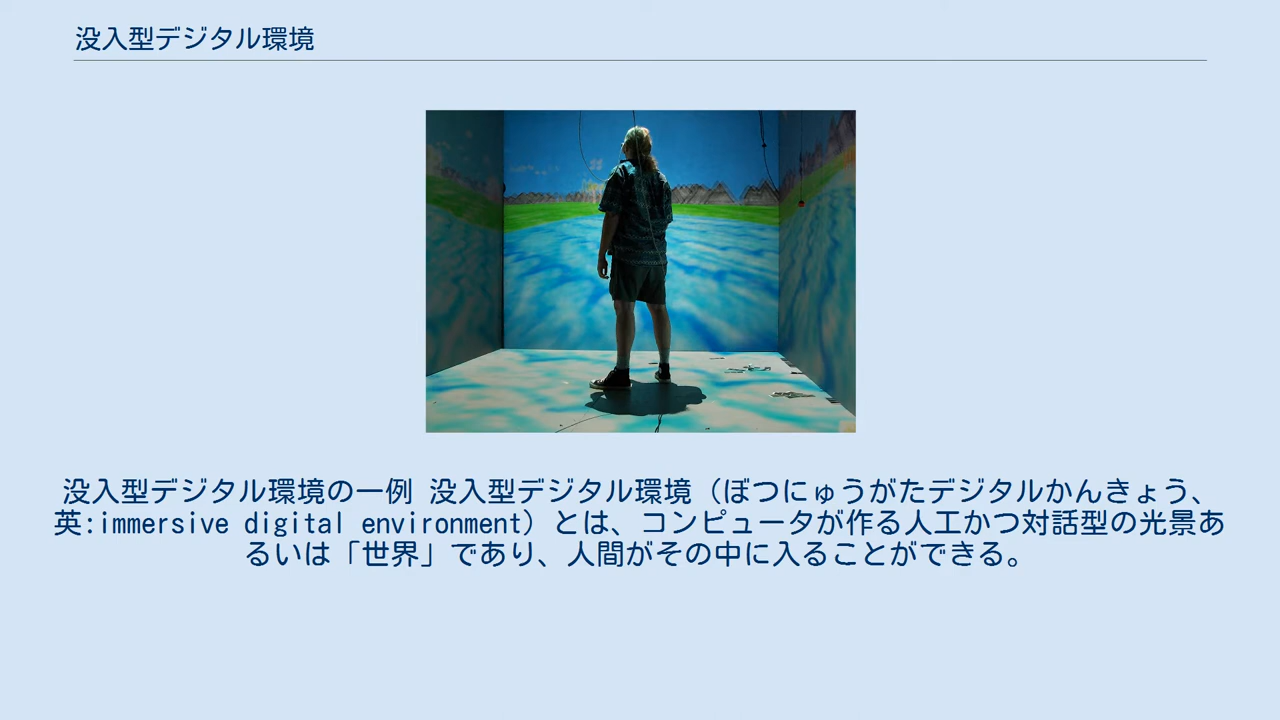 没入型デジタル環境
没入型デジタル環境の一例 没入型デジタル環境（ぼつにゅうがたデジタルかんきょう、
英:immersive digital environment）とは、コンピュータが作る人工かつ対話型の光景あ
るいは「世界」であり、人間がその中に入ることができる。